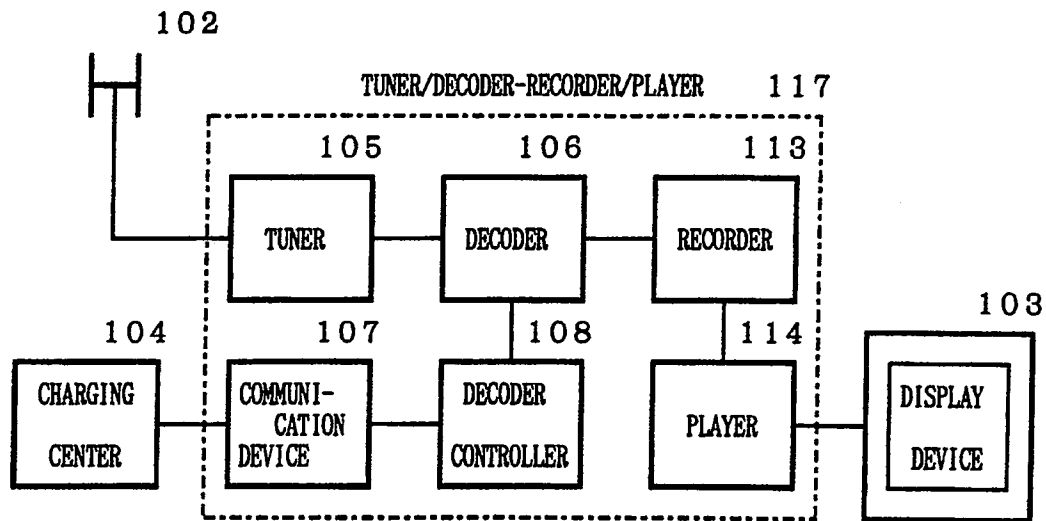 102
TUNER/DECODER-RECORDER/PLAYER 117
105 106 113
TUNER DECODER RECORDER
103
104 107 108 114
CHARGING
CENTER
COMMUNI-
CATION
DEVICE
DECODER
CONTROLLER
PLAYER
DISPLAY
DEVICE